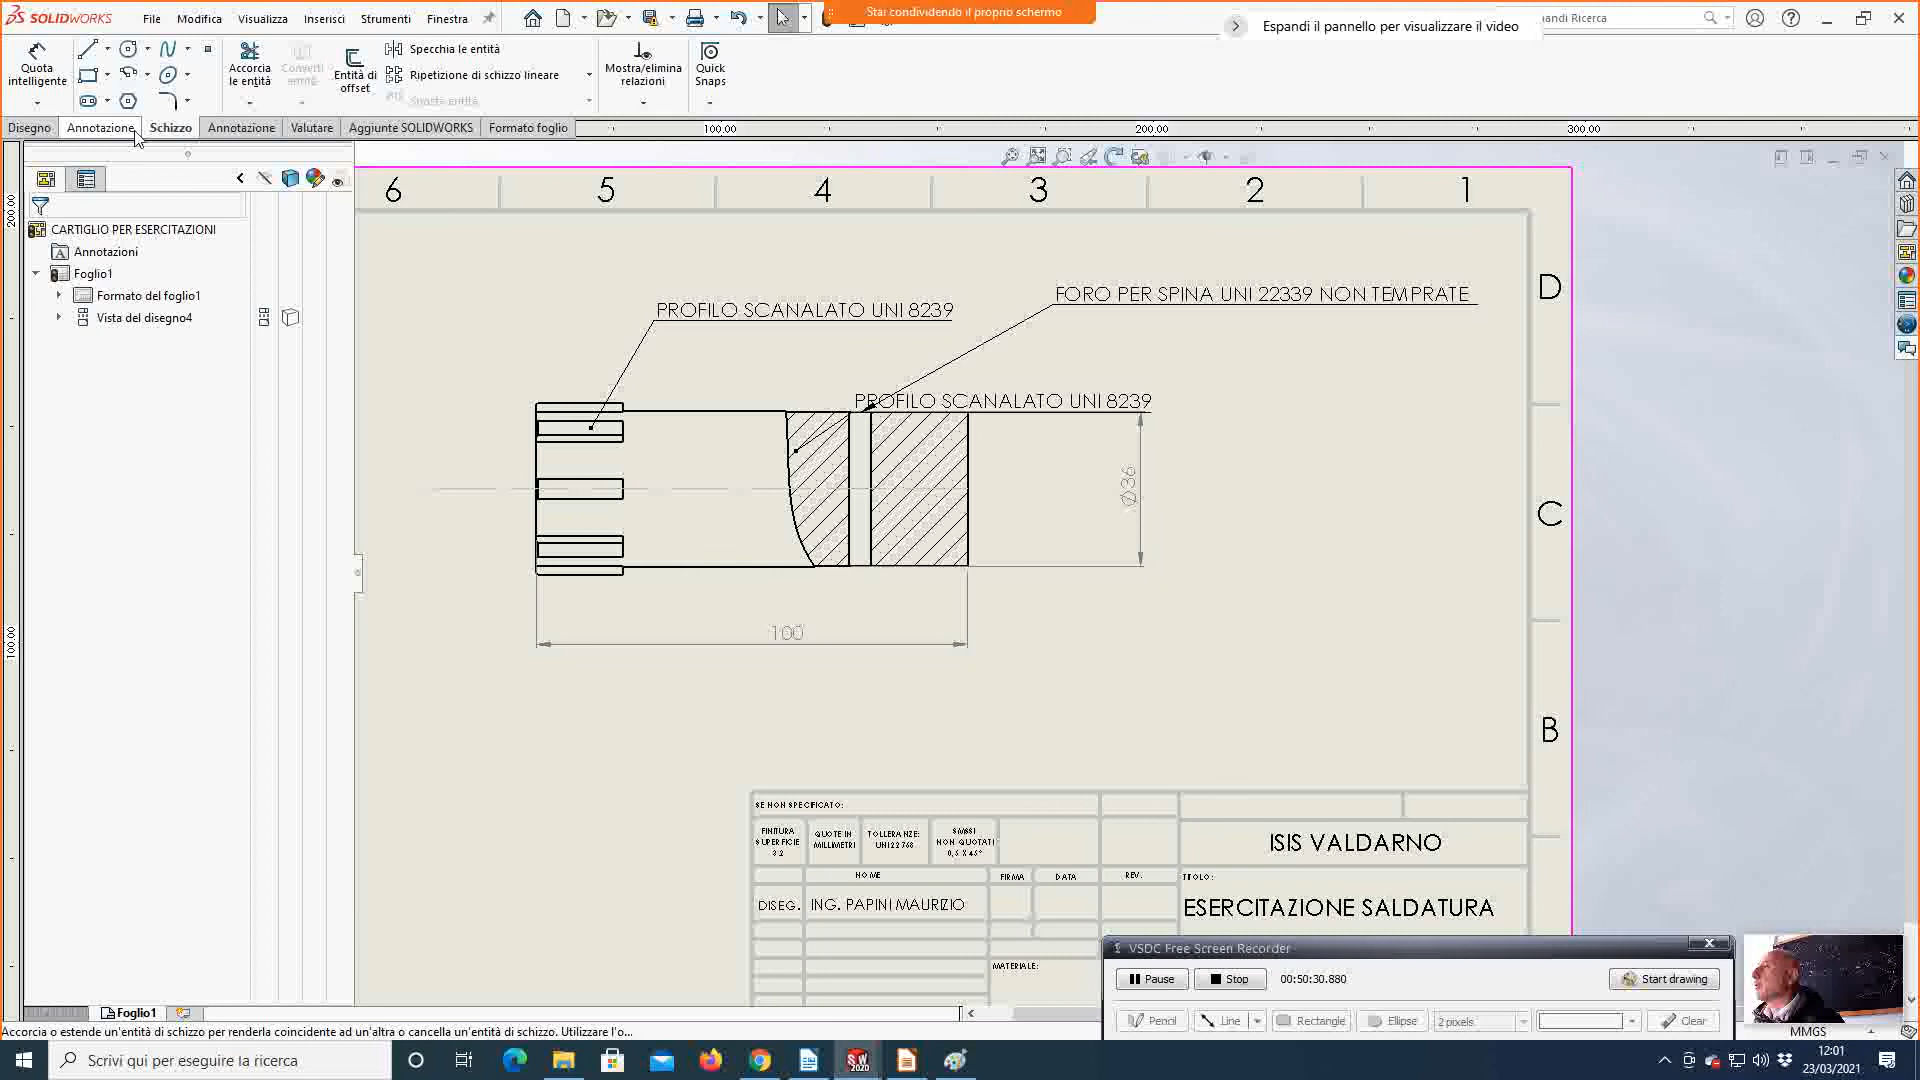 SOLIDWORKS File Modifica Visualizza Inserisci Strumenti Finestra
Stai condividendo il proprio schermo
Espandi il pannello per visualizzare il video
Ricerca
Quota intelligente
Accorcia le entità
Converti entità
Entità di offset
Specchia le entità
Ripetizione di schizzo lineare
Sposta entità
Mostra/elimina relazioni
Quick Snaps
Disegno Annotazione Schizzo Annotazione Valutare Aggiunte SOLIDWORKS Formato foglio
100.00 200.00 300.00
200.00
100.00
CARTIGLIO PER ESERCITAZIONI
Annotazioni
Foglio1
Formato del foglio1
Vista del disegno4
6 5 4 3 2 1
D
C
B
PROFILO SCANALATO UNI 8239
FORO PER SPINA UNI 22339 NON TEMPRATE
PROFILO SCANALATO UNI 8239
∅36
100
SE NON SPECIFICATO:
FINITURA SUPERFICIE 3.2
QUOTE IN MILLIMETRI
TOLLERANZE: UNI 22768
SMUSSI NON QUOTATI 0,5 X 45°
ISIS VALDARNO
NOME FIRMA DATA REV.
TITOLO:
DISEG. ING. PAPINI MAURIZIO
ESERCITAZIONE SALDATURA
MATERIALE:
VSDC Free Screen Recorder
Pause Stop 00:50:30.880 Start drawing
Pencil Line Rectangle Ellipse 2 pixels Clear
MMGS
Foglio1
Accorcia o estende un'entità di schizzo per renderla coincidente ad un'altra o cancella un'entità di schizzo. Utilizzare l'o...
Scrivi qui per eseguire la ricerca
SW 2020
12:01
23/03/2021